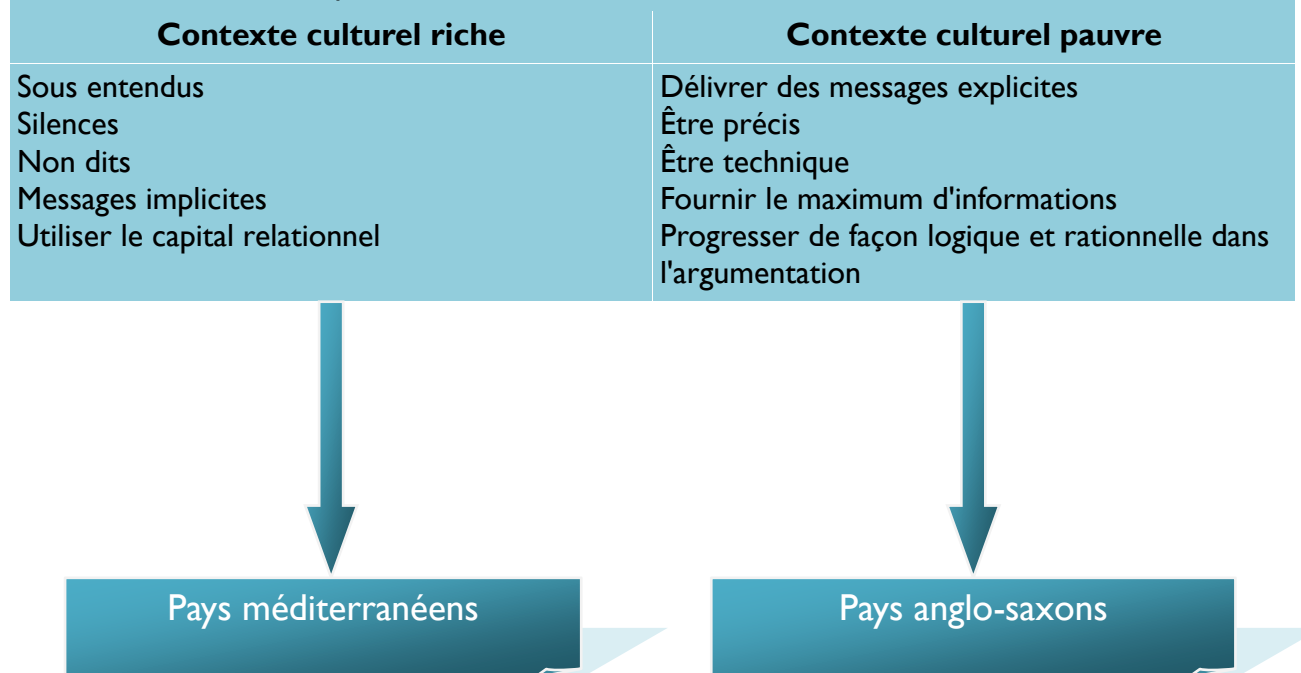 Contexte culturel riche
Contexte culturel pauvre
Sous entendus
Silences
Non dits
Messages implicites
Utiliser le capital relationnel
Délivrer des messages explicites
Être précis
Être technique
Fournir le maximum d'informations
Progresser de façon logique et rationnelle dans
l'argumentation
Pays méditerranéens
Pays anglo-saxons